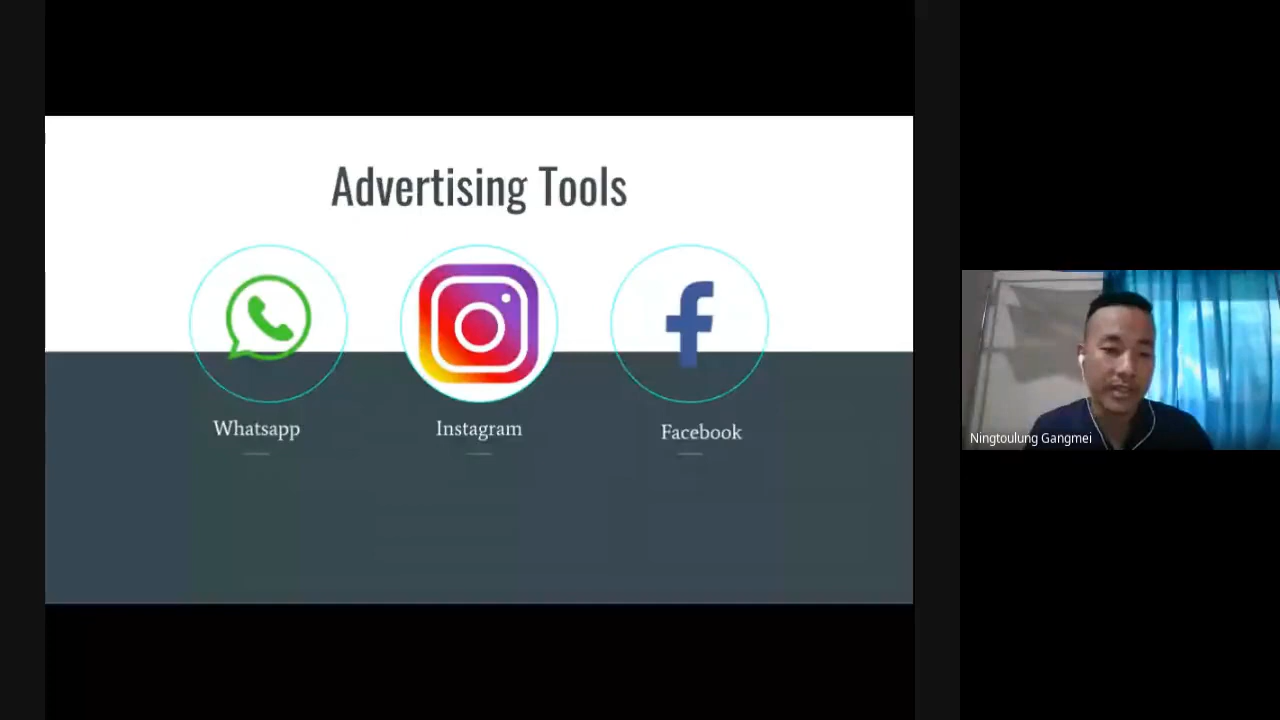 Advertising Tools
Whatsapp
Instagram
Facebook
Ningtoulung Gangmei